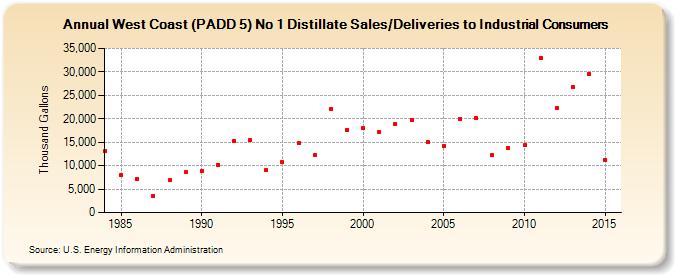 Annual West Coast (PADD 5) No 1 Distillate Sales/Deliveries to Industrial Consumers
Thousand Gallons
35,000
30,000
25,000
20,000
15,000
10,000
5,000
0
1985 1990 1995 2000 2005 2010 2015
Source: U.S. Energy Information Administration